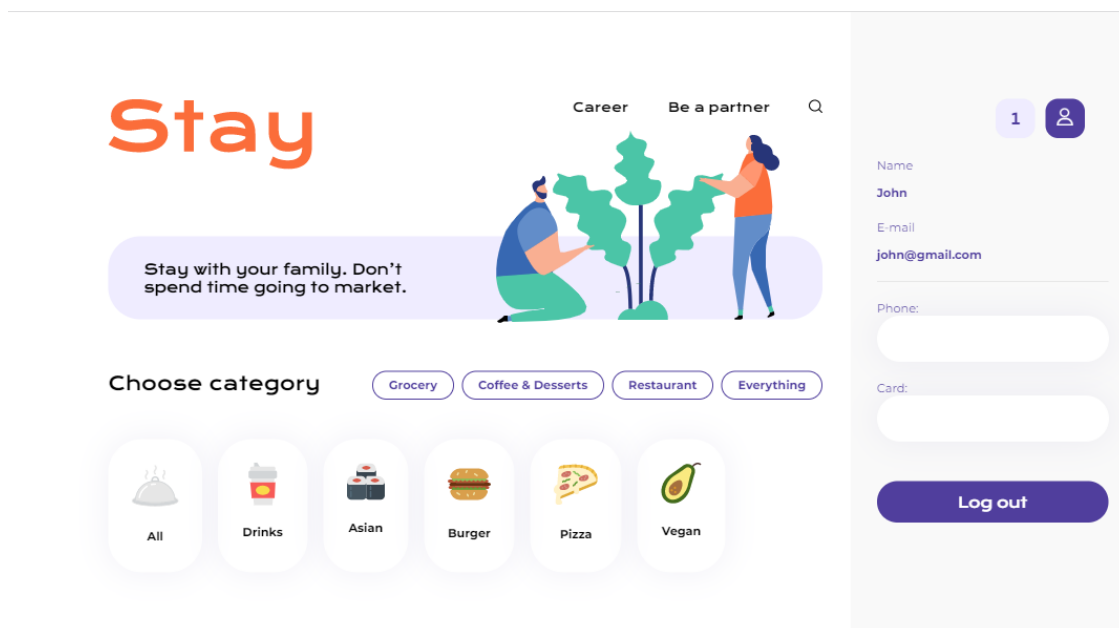 Stay
Career
Be a partner
Stay with your family. Don't
spend time going to market.
Choose category
Grocery
Coffee & Desserts
Restaurant
Everything
All
Drinks
Asian
Burger
Pizza
Vegan
1
Name
John
E-mail
john@gmail.com
Phone:
Card:
Log out